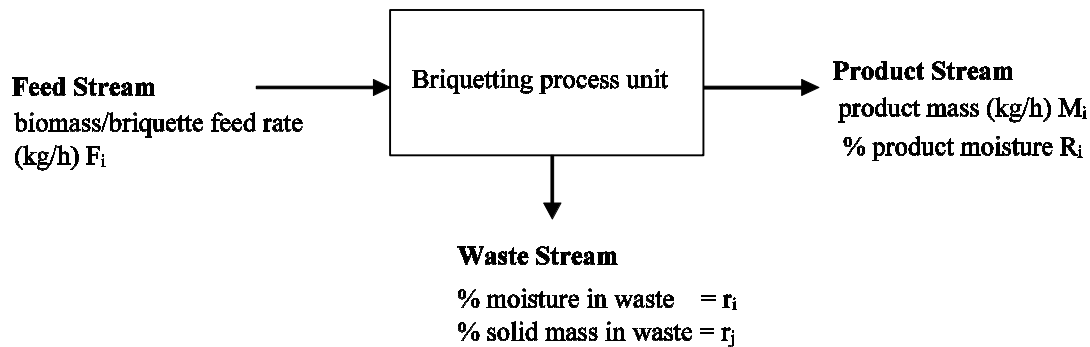 Feed Stream
biomass/briquette feed rate
(kg/h) Fi
Briquetting process unit
Product Stream
product mass (kg/h) Mi
% product moisture Ri
Waste Stream
% moisture in waste = ri
% solid mass in waste = rj